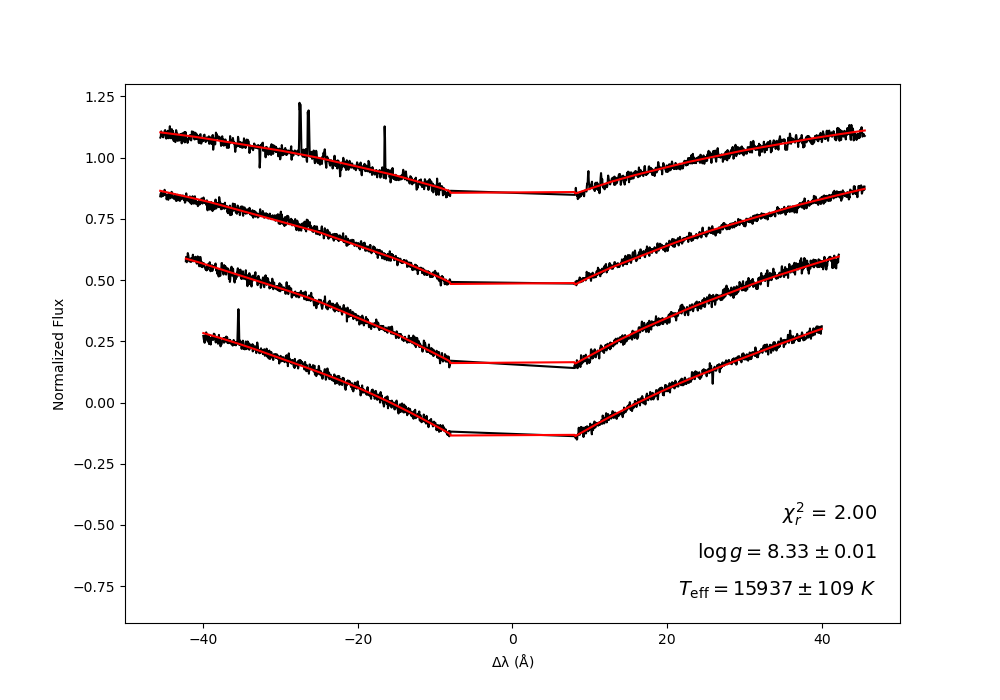 1.25
1.00
0.75
0.50
0.25
0.00
−0.25
−0.50
−0.75
Normalized Flux
χ²ᵣ = 2.00
log g = 8.33 ± 0.01
T_eff = 15937 ± 109 K
−40
−20
0
20
40
Δλ (Å)